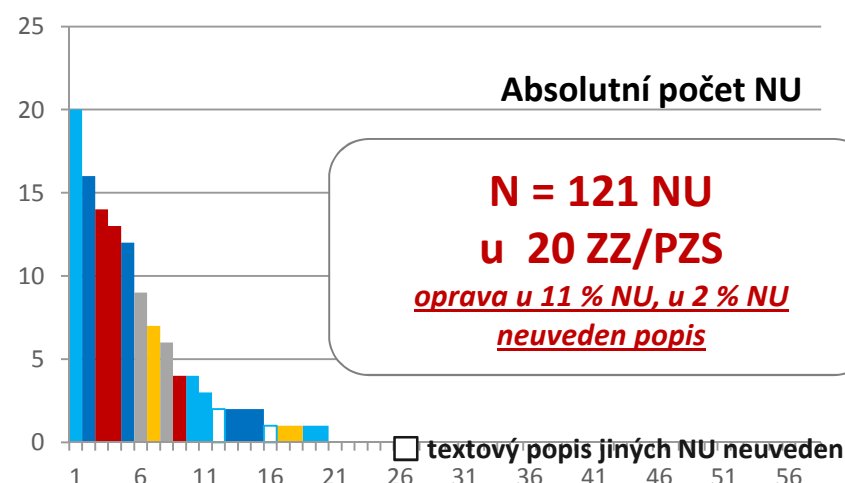 25
Absolutní počet NU
20
N = 121 NU
15
u 20 ZZ/PZS
10
oprava u 11 % NU, u 2 % NU
neuveden popis
5
0
textový popis jiných NU neuveden
1 6 11 16 21 26 31 36 41 46 51 56